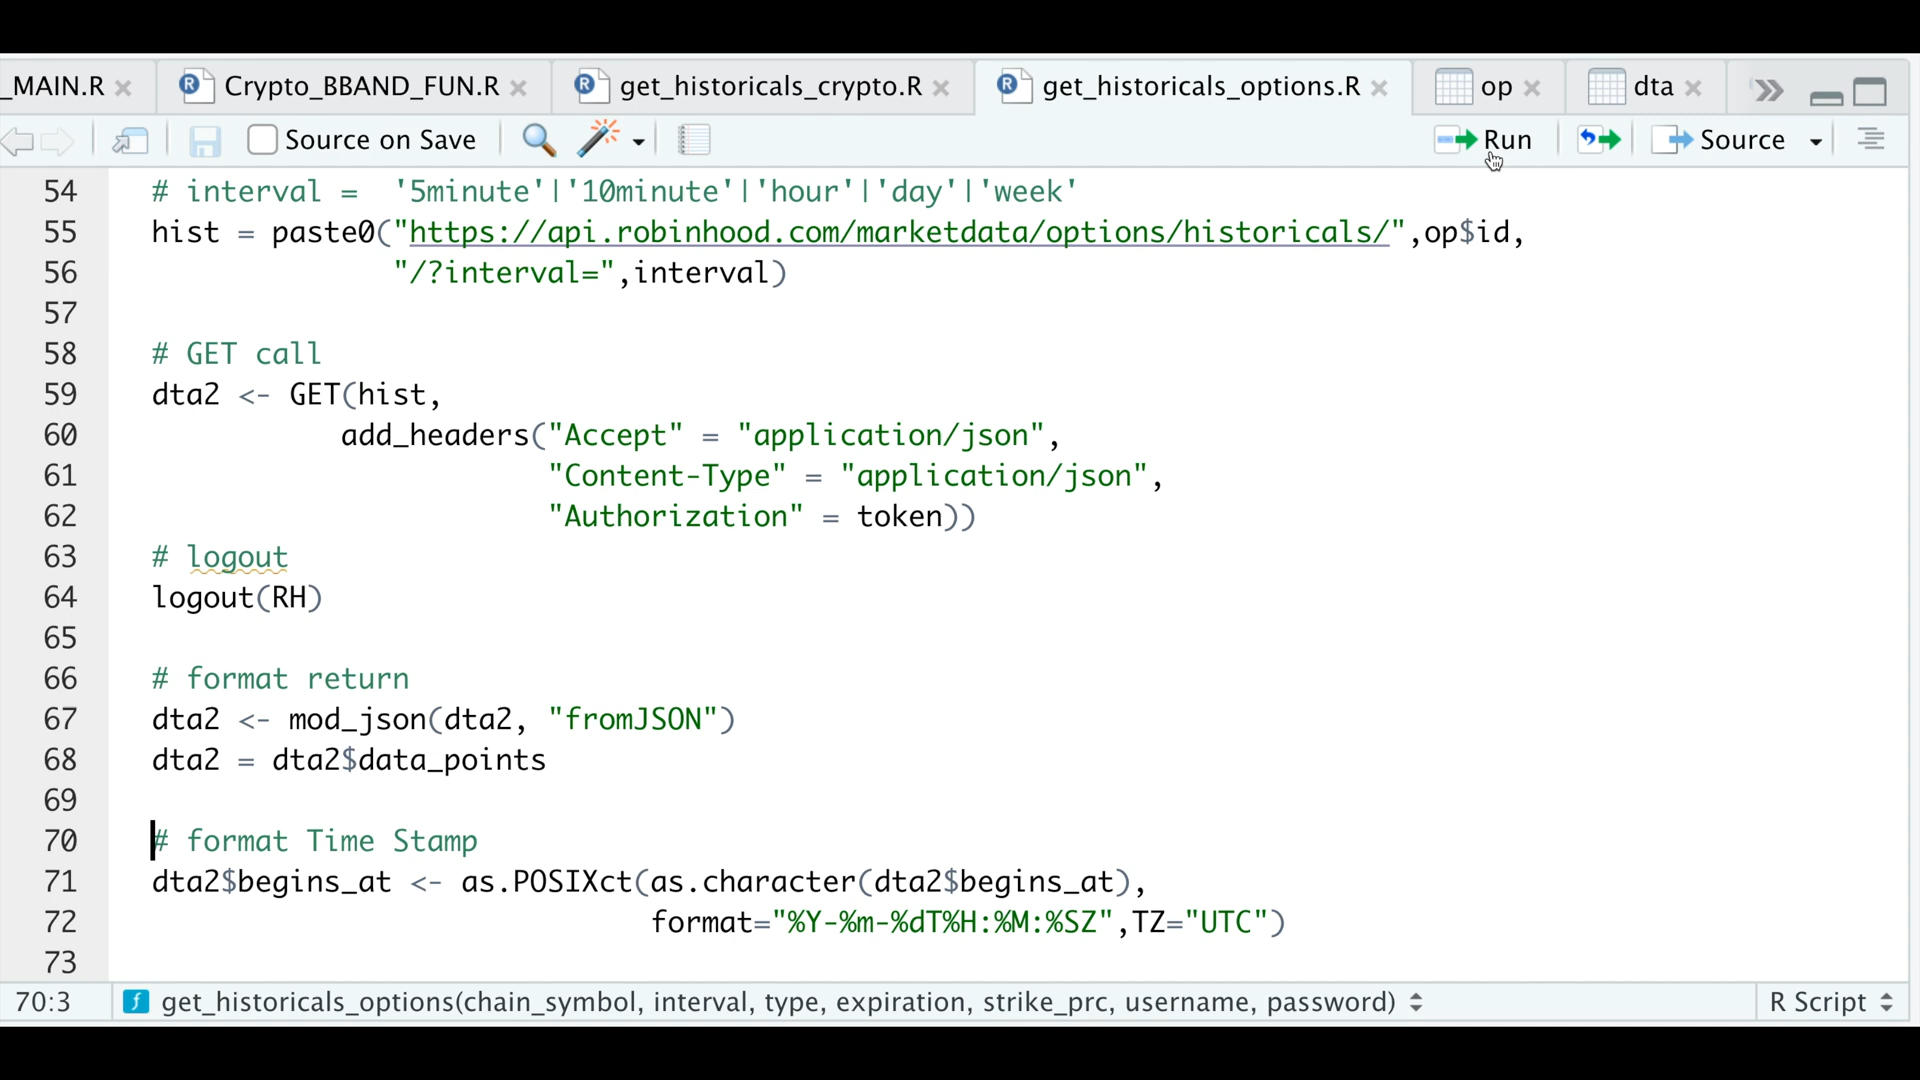 _MAIN.R
Crypto_BBAND_FUN.R
get_historicals_crypto.R
get_historicals_options.R
op
dta
Source on Save
Run
Source
54 # interval =  '5minute'|'10minute'|'hour'|'day'|'week'
55 hist = paste0("https://api.robinhood.com/marketdata/options/historicals/",op$id,
56 "/?interval=",interval)
57
58 # GET call
59 dta2 <- GET(hist,
60 add_headers("Accept" = "application/json",
61 "Content-Type" = "application/json",
62 "Authorization" = token))
63 # logout
64 logout(RH)
65
66 # format return
67 dta2 <- mod_json(dta2, "fromJSON")
68 dta2 = dta2$data_points
69
70 # format Time Stamp
71 dta2$begins_at <- as.POSIXct(as.character(dta2$begins_at),
72 format="%Y-%m-%dT%H:%M:%SZ",TZ="UTC")
73
70:3
get_historicals_options(chain_symbol, interval, type, expiration, strike_prc, username, password)
R Script